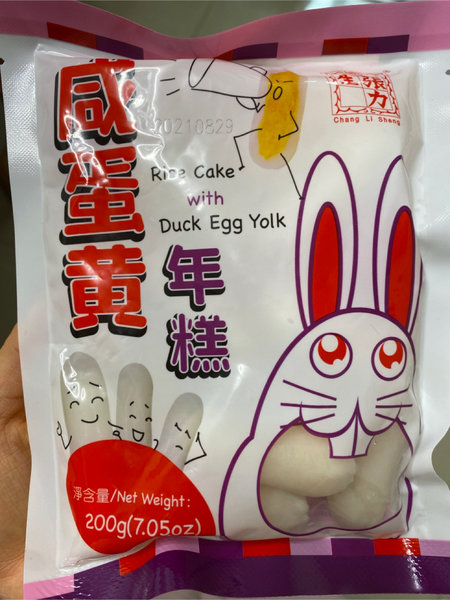 咸蛋黄
20210829
張力生
Chang Li Sheng
Rice Cake
with
Duck Egg Yolk
年糕
淨含量/Net Weight:
200g(7.05oz)